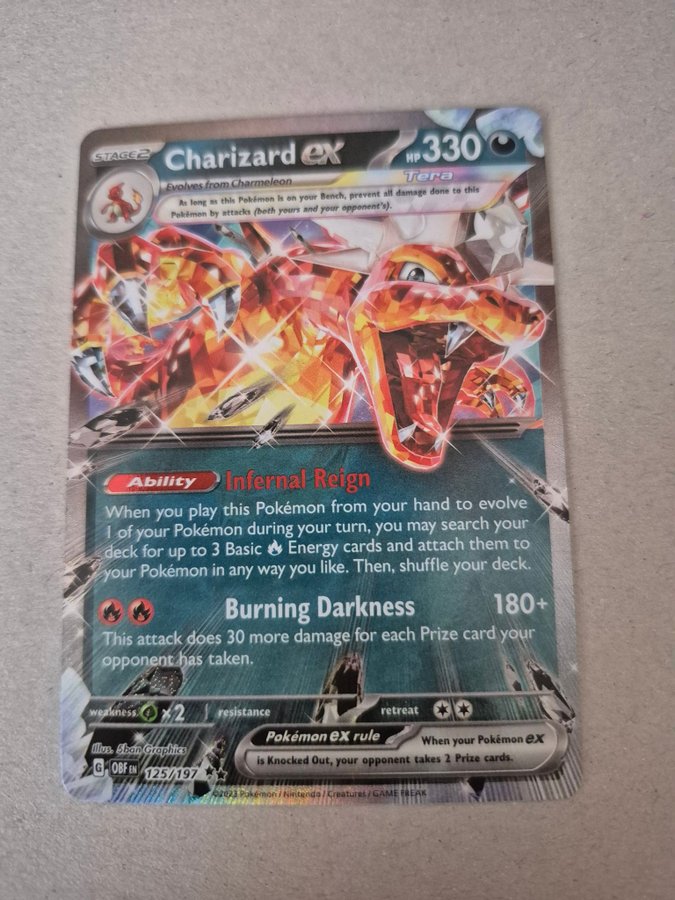 STAGE2 Charizard ex HP 330
Tera
Evolves from Charmeleon
As long as this Pokémon is on your Bench, prevent all damage done to this
Pokémon by attacks (both yours and your opponent's).
Ability Infernal Reign
When you play this Pokémon from your hand to evolve
1 of your Pokémon during your turn, you may search your
deck for up to 3 Basic Energy cards and attach them to
your Pokémon in any way you like. Then, shuffle your deck.
Burning Darkness 180+
This attack does 30 more damage for each Prize card your
opponent has taken.
weakness ×2 resistance retreat
Pokémon ex rule When your Pokémon ex
is Knocked Out, your opponent takes 2 Prize cards.
Illus. 5ban Graphics
G OBF EN 125/197
©2023 Pokémon / Nintendo / Creatures / GAME FREAK